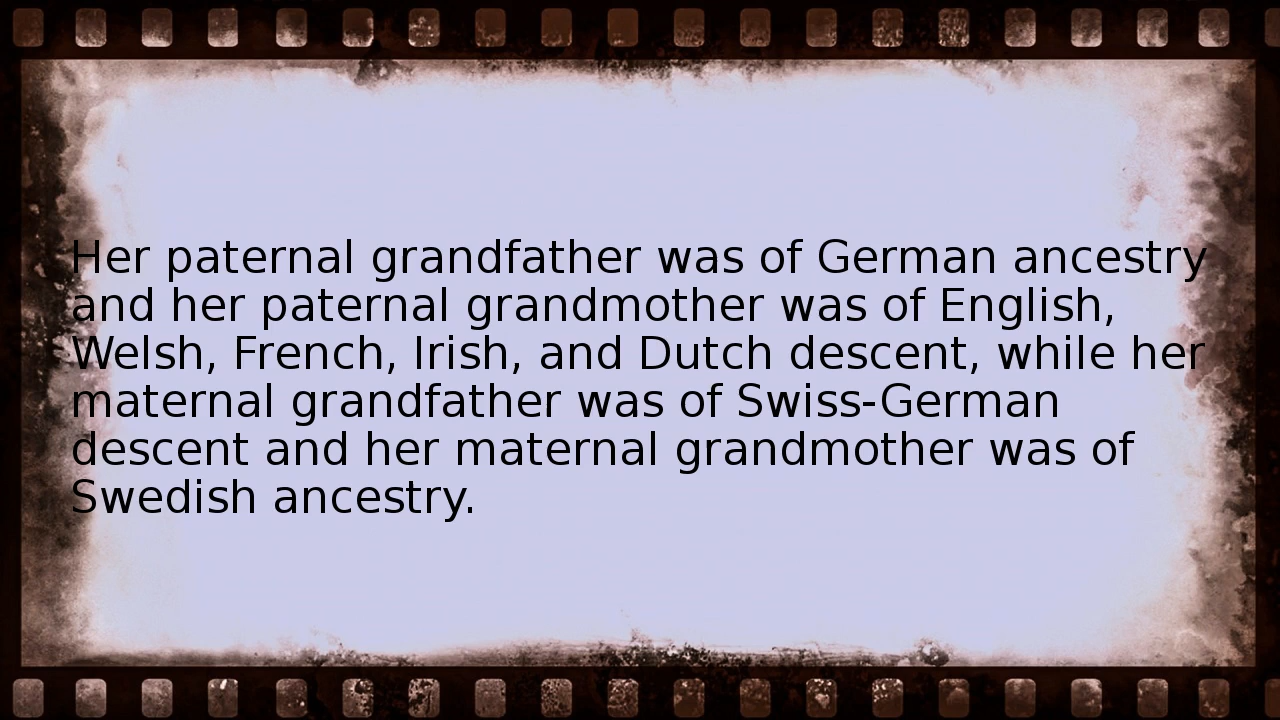 Her paternal grandfather was of German ancestry
and her paternal grandmother was of English,
Welsh, French, Irish, and Dutch descent, while her
maternal grandfather was of Swiss-German
descent and her maternal grandmother was of
Swedish ancestry.